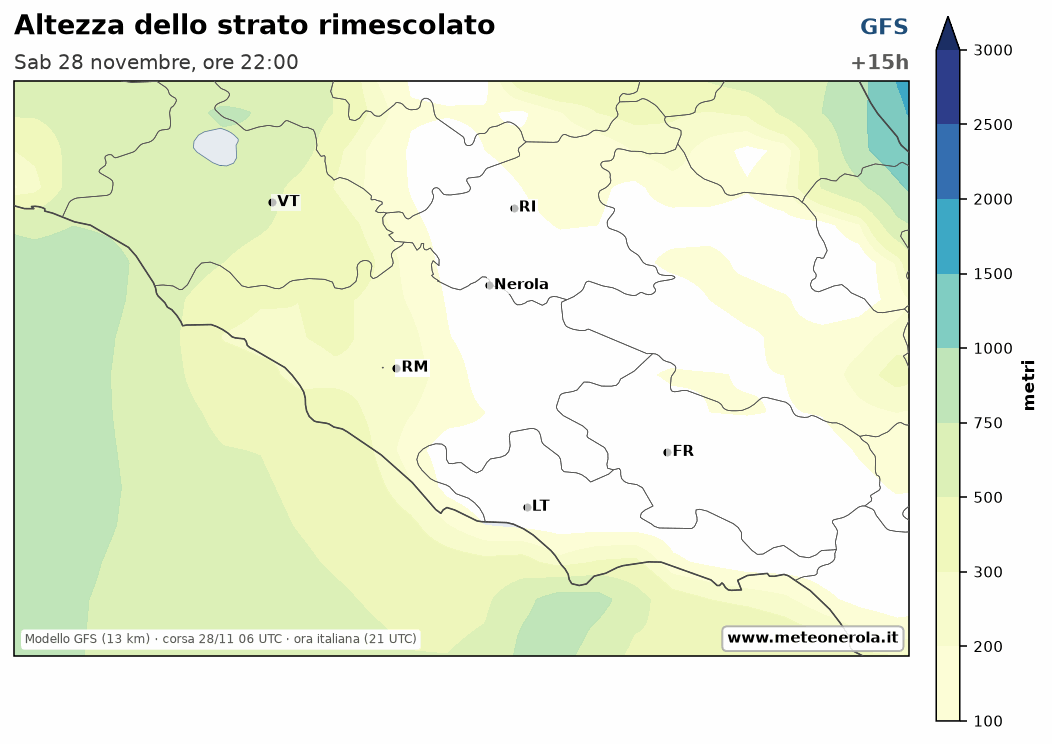 Altezza dello strato rimescolato
GFS
Sab 28 novembre, ore 22:00
+15h
VT
RI
Nerola
RM
FR
LT
Modello GFS (13 km) · corsa 28/11 06 UTC · ora italiana (21 UTC)
www.meteonerola.it
3000
2500
2000
1500
1000
750
500
300
200
100
metri